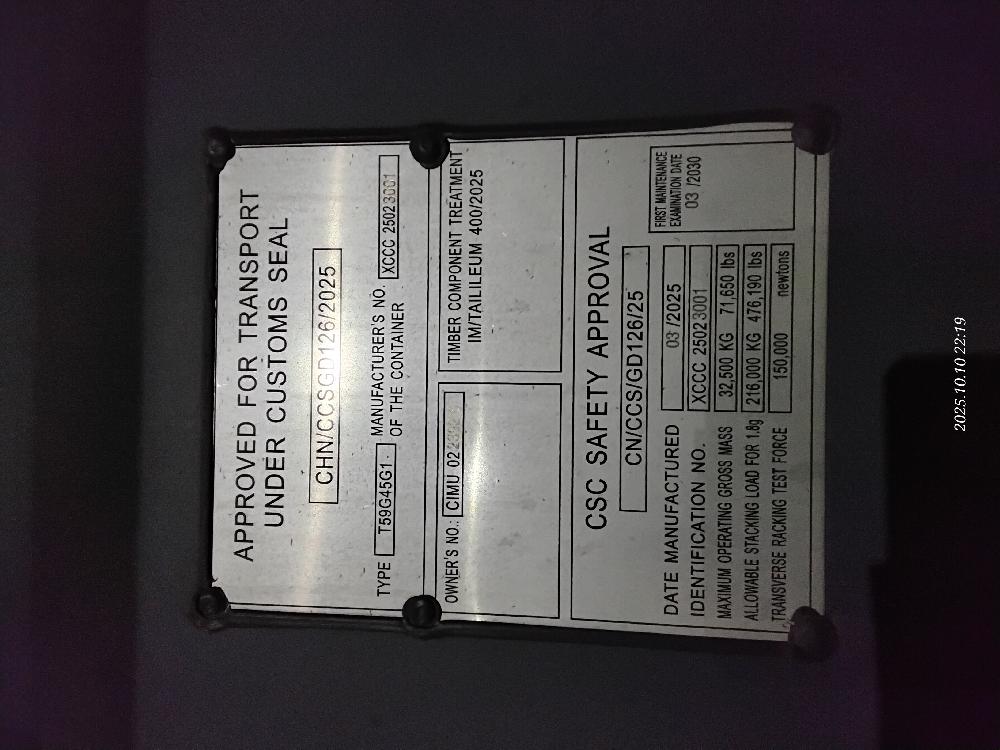 APPROVED FOR TRANSPORT
UNDER CUSTOMS SEAL
CHN/CCSGD126/2025
TYPE T59G45G1 MANUFACTURER'S NO.
OF THE CONTAINER XCCC 25023001
OWNER'S NO.: CIMU 02
TIMBER COMPONENT TREATMENT
IM/TAILILEUM 400/2025
CSC SAFETY APPROVAL
CN/CCS/GD126/25
DATE MANUFACTURED 03 /2025
IDENTIFICATION NO. XCCC 25023001
MAXIMUM OPERATING GROSS MASS 32,500 KG 71,650 lbs
ALLOWABLE STACKING LOAD FOR 1.8g 216,000 KG 476,190 lbs
TRANSVERSE RACKING TEST FORCE 150,000 newtons
FIRST MAINTENANCE
EXAMINATION DATE
03 /2030
2025.10.10 22:19